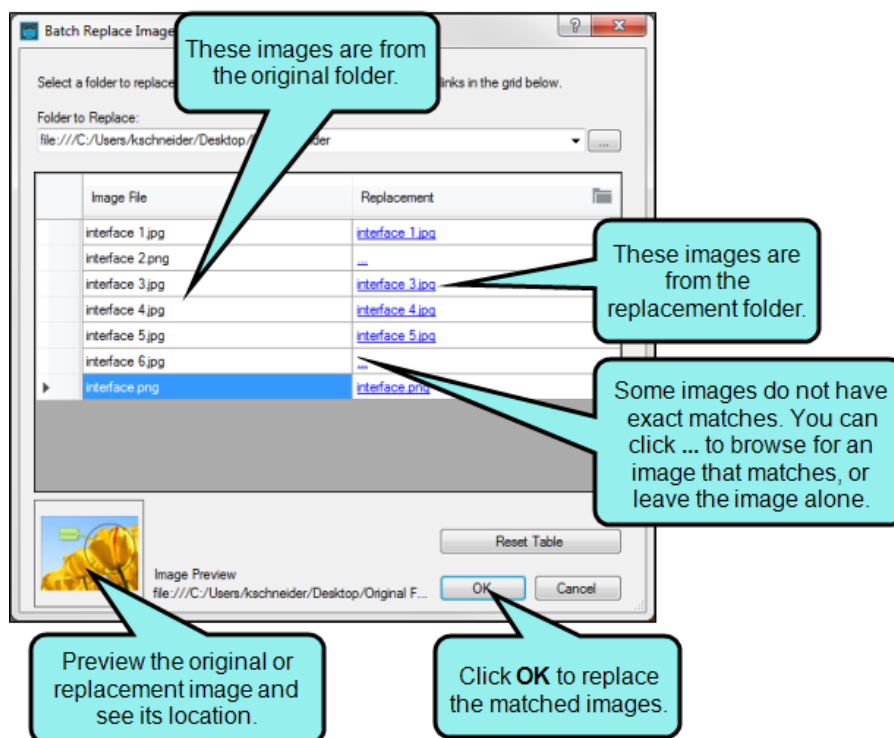 Batch Replace Image
These images are from
the original folder.
Select a folder to replace
links in the grid below.
Folder to Replace:
file:///C:/Users/kschneider/Desktop/
der
...
Image File Replacement
interface 1.jpg interface 1.jpg
interface 2.png ...
interface 3.jpg interface 3.jpg
interface 4.jpg interface 4.jpg
interface 5.jpg interface 5.jpg
interface 6.jpg ...
interface.png interface.png
These images are
from the
replacement folder.
Some images do not have
exact matches. You can
click ... to browse for an
image that matches, or
leave the image alone.
Reset Table
Image Preview
file:///C:/Users/kschneider/Desktop/Original F...
OK Cancel
Preview the original or
replacement image and
see its location.
Click OK to replace
the matched images.